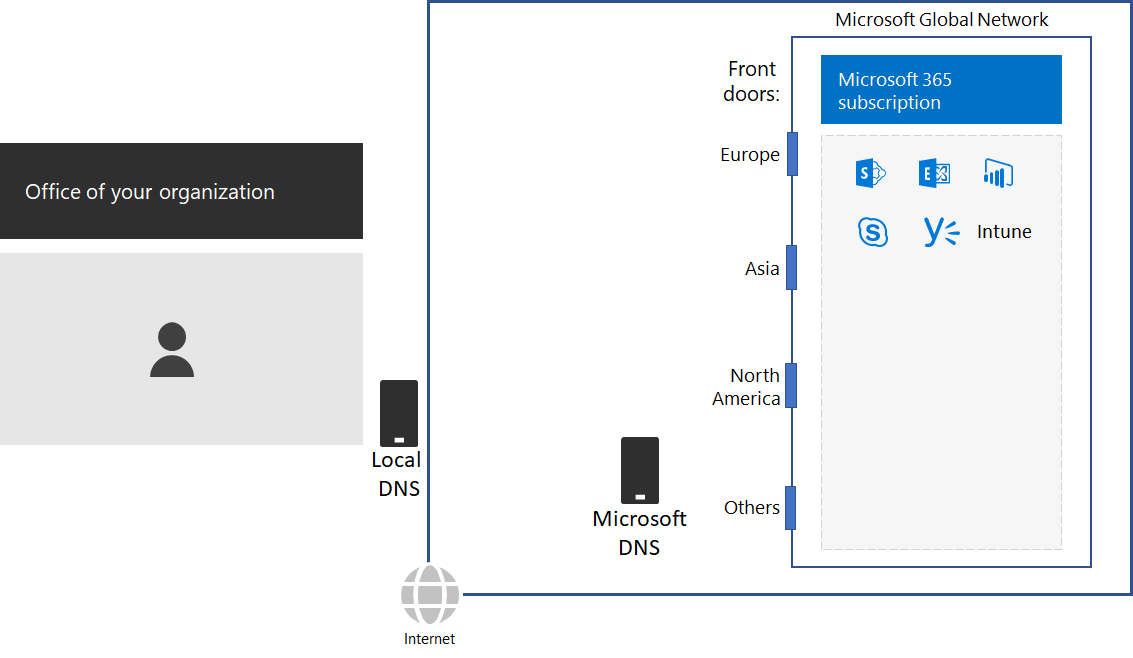 Microsoft Global Network
Front
doors:
Microsoft 365
subscription
Europe
S
E
Office of your organization
S
Intune
Asia
North
America
Local
DNS
Others
Microsoft
DNS
Internet